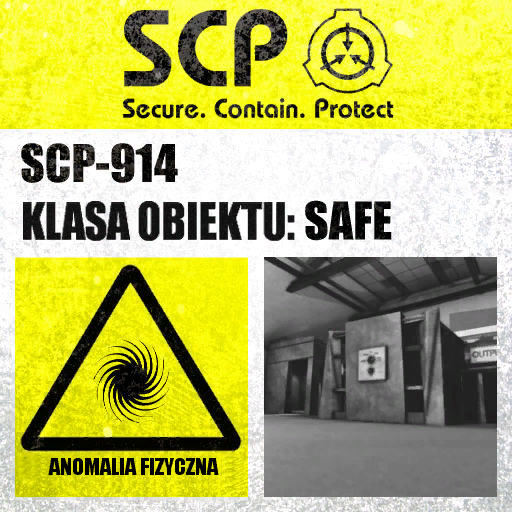 SCP
Secure. Contain. Protect
SCP-914
KLASA OBIEKTU: SAFE
ANOMALIA FIZYCZNA